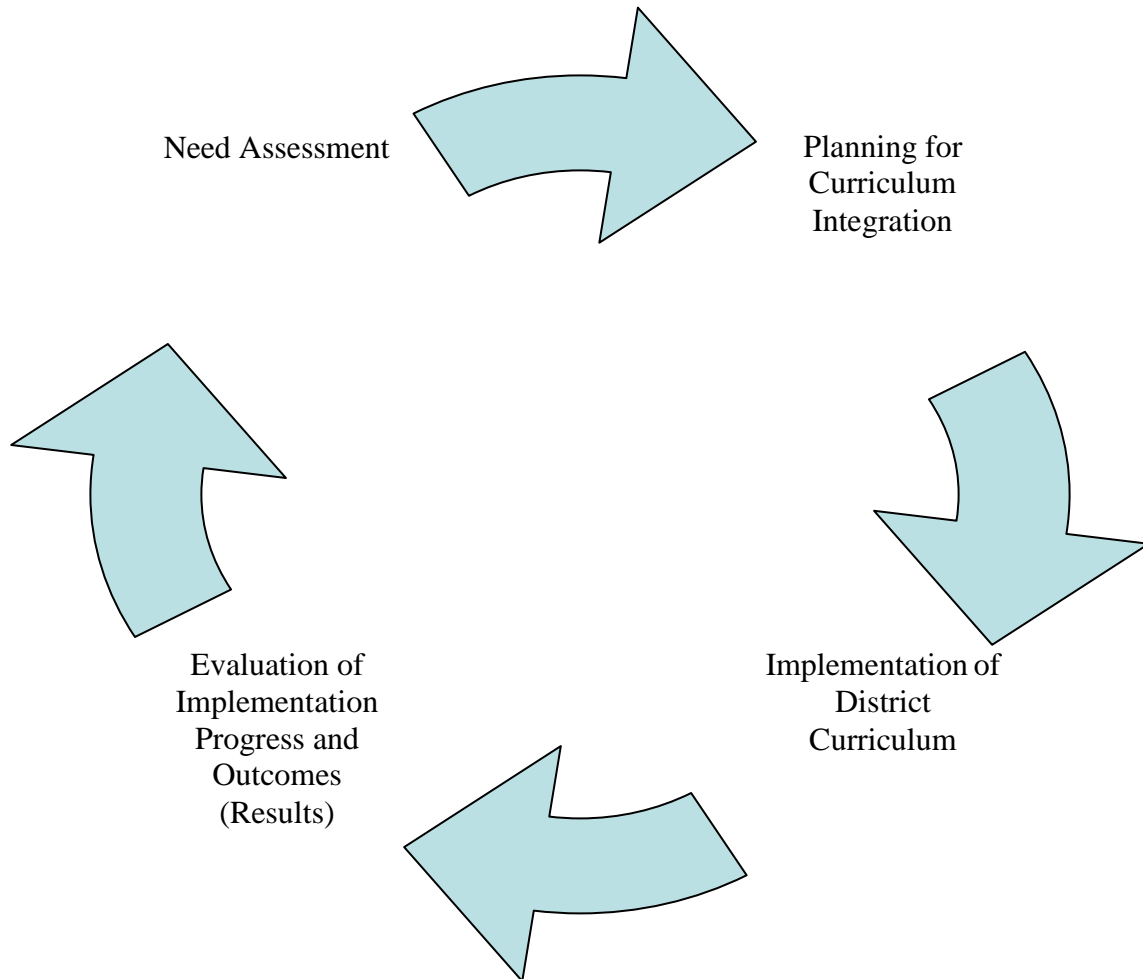 Need Assessment
Planning for
Curriculum
Integration
Implementation of
District
Curriculum
Evaluation of
Implementation
Progress and
Outcomes
(Results)